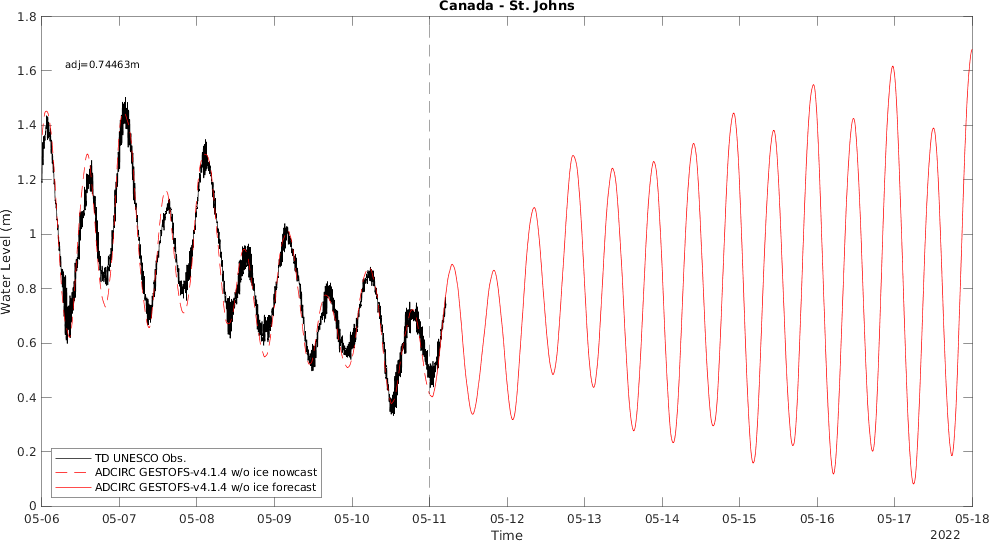 Canada - St. Johns
1.8
1.6
1.4
1.2
1
0.8
0.6
0.4
0.2
0
Water Level (m)
adj=0.74463m
TD UNESCO Obs.
ADCIRC GESTOFS-v4.1.4 w/o ice nowcast
ADCIRC GESTOFS-v4.1.4 w/o ice forecast
05-06 05-07 05-08 05-09 05-10 05-11 05-12 05-13 05-14 05-15 05-16 05-17 05-18
Time
2022